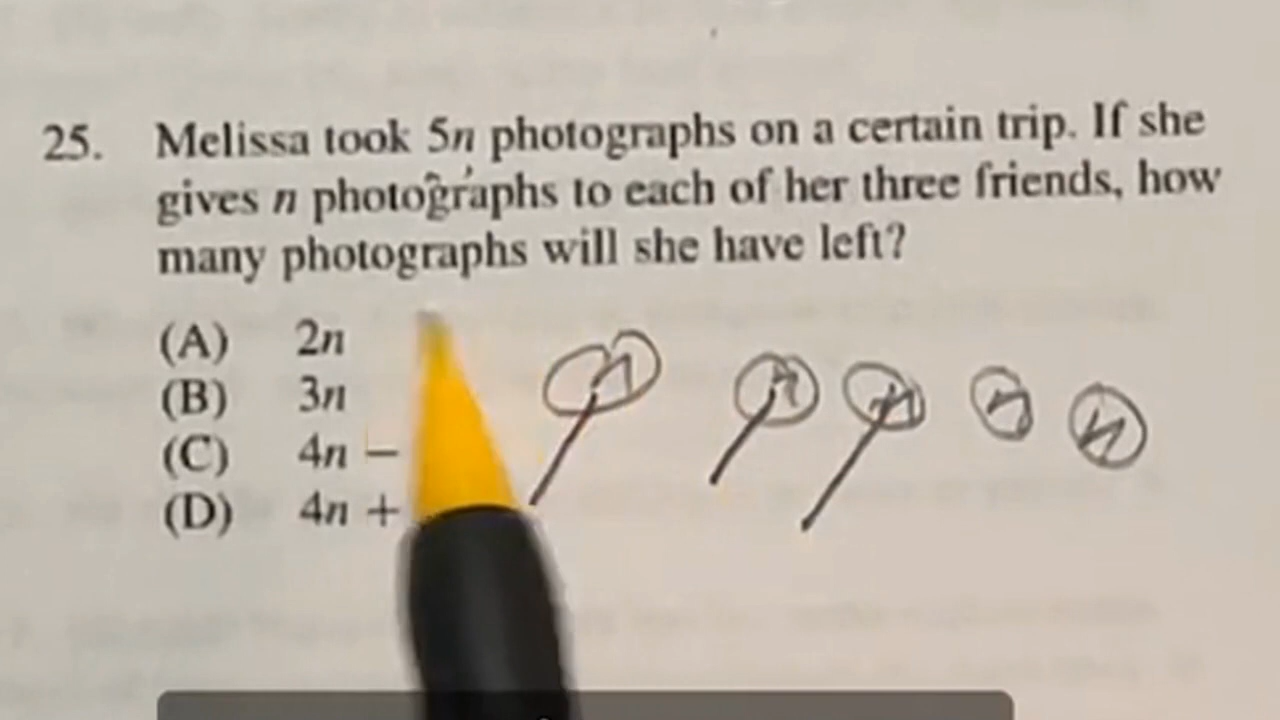 25. Melissa took 5n photographs on a certain trip. If she
gives n photographs to each of her three friends, how
many photographs will she have left?
(A) 2n
(B) 3n
(C) 4n −
(D) 4n +
n n n n n